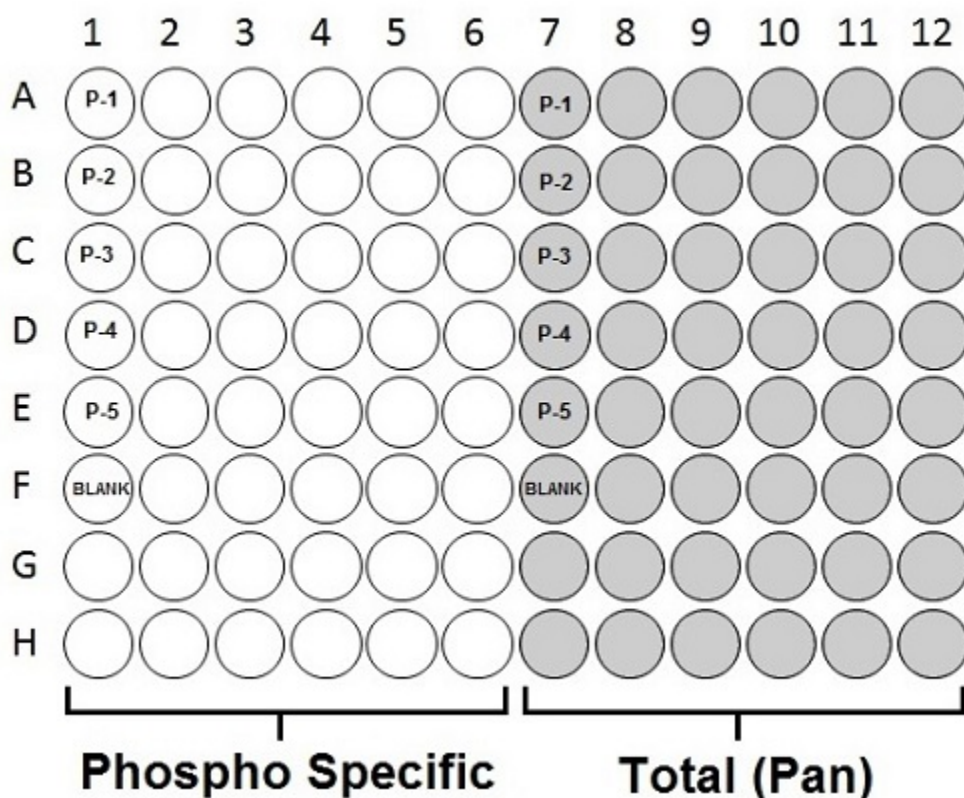 1 2 3 4 5 6 7 8 9 10 11 12
A P-1 P-1
B P-2 P-2
C P-3 P-3
D P-4 P-4
E P-5 P-5
F BLANK BLANK
G
H
Phospho Specific Total (Pan)